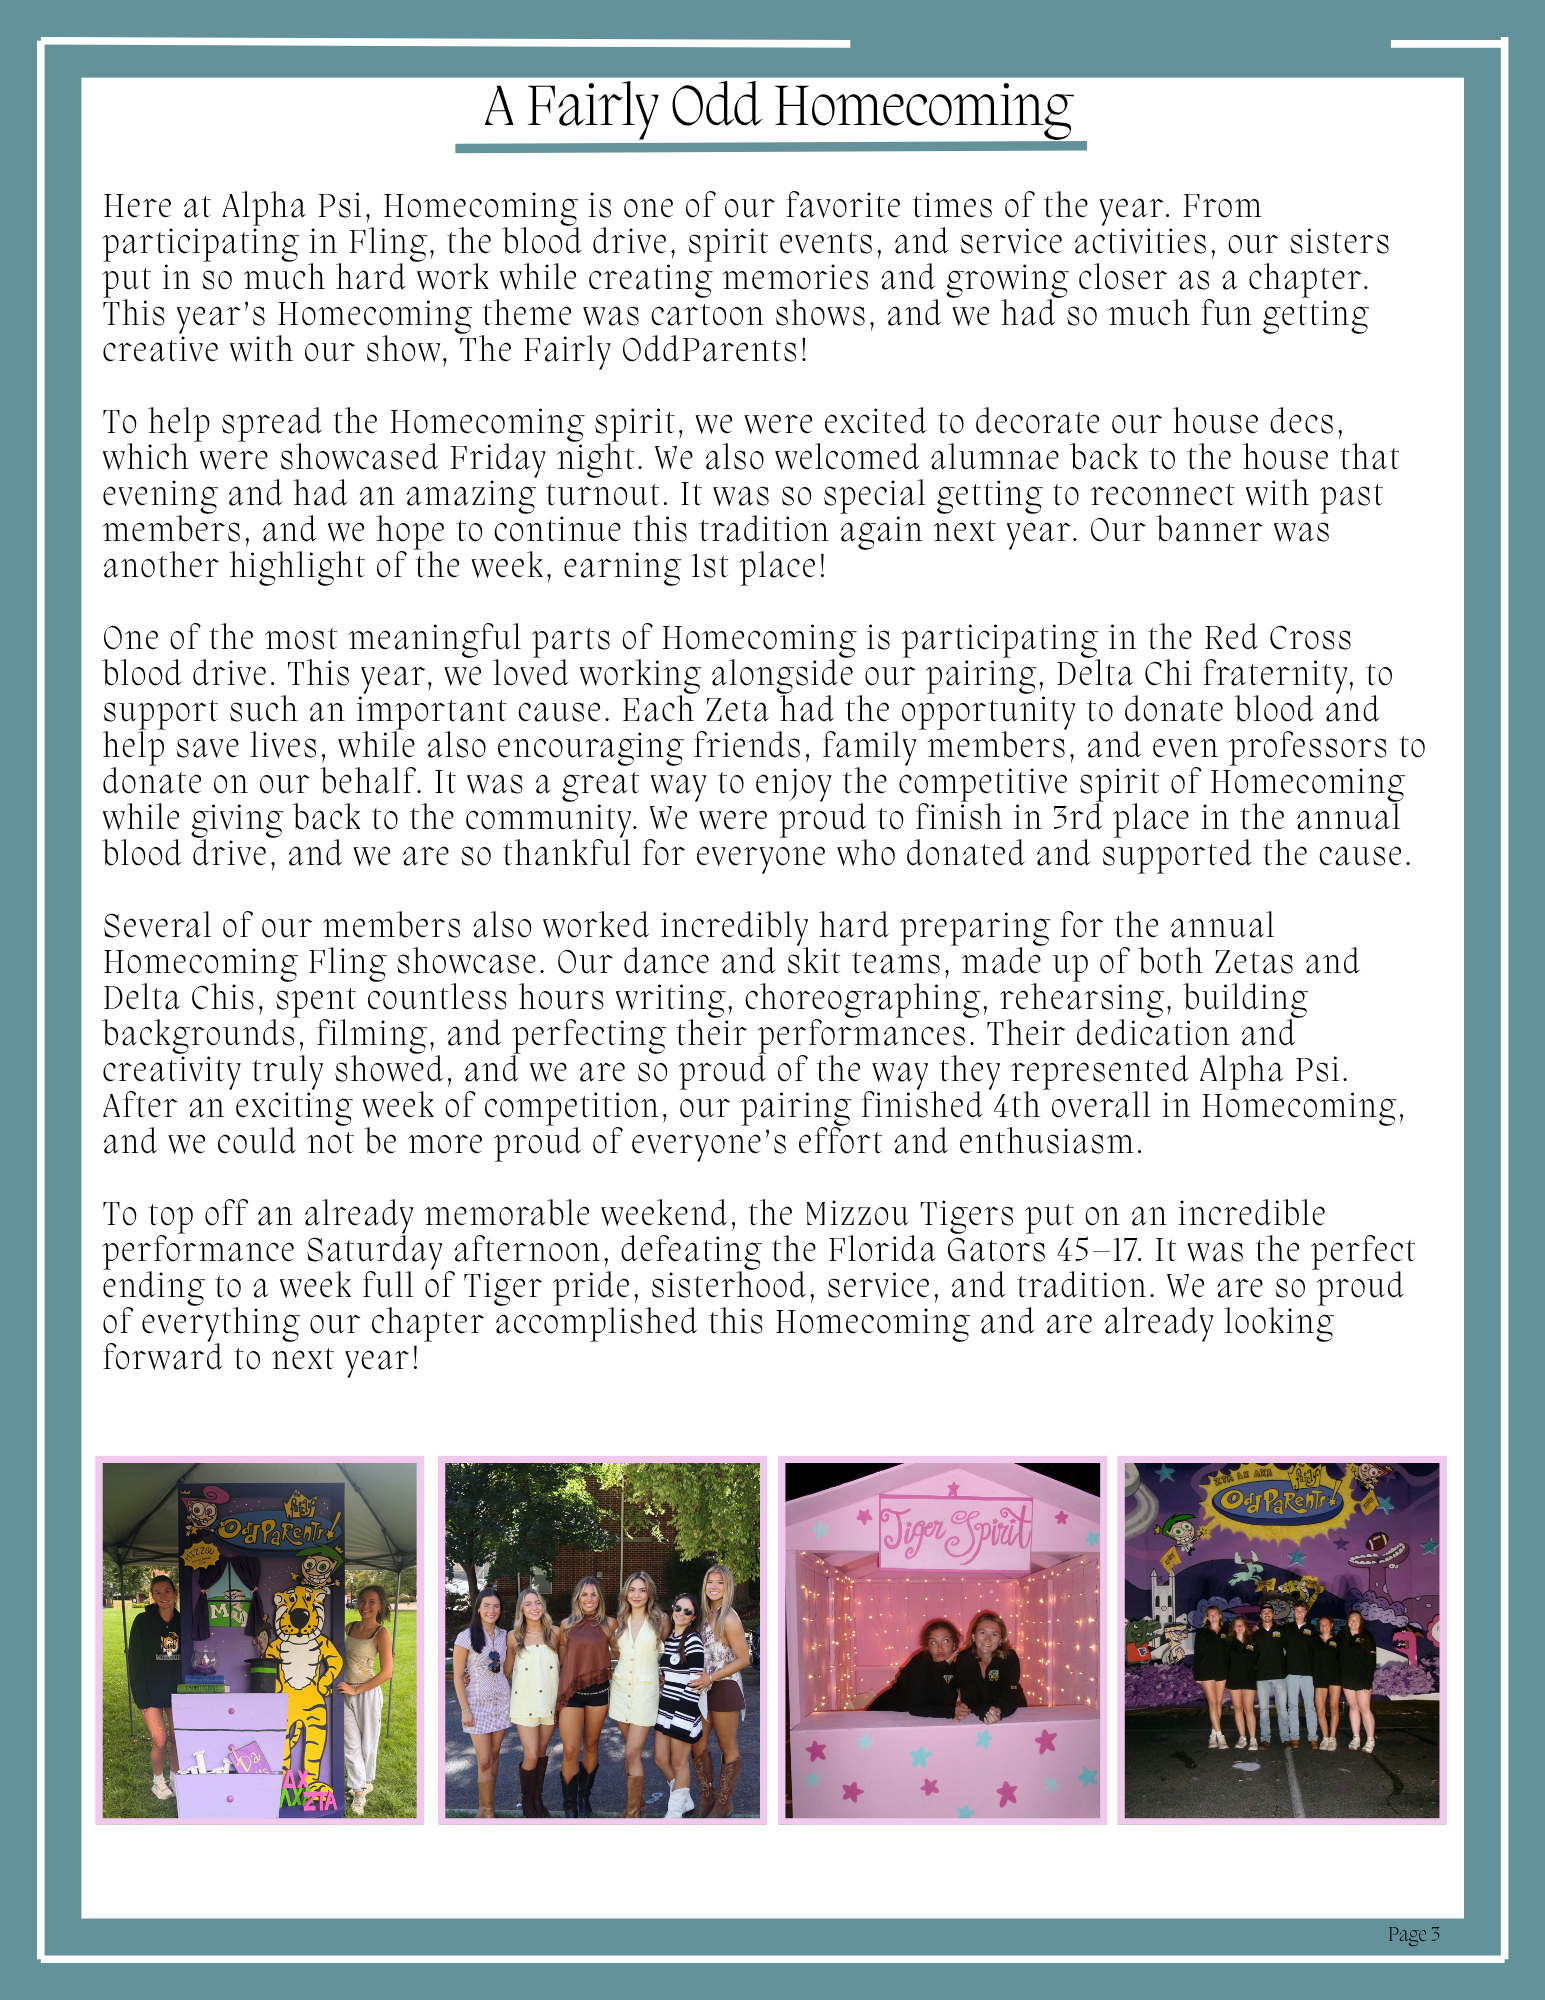 A Fairly Odd Homecoming
Here at Alpha Psi, Homecoming is one of our favorite times of the year. From
participating in Fling, the blood drive, spirit events, and service activities, our sisters
put in so much hard work while creating memories and growing closer as a chapter.
This year’s Homecoming theme was cartoon shows, and we had so much fun getting
creative with our show, The Fairly OddParents!
To help spread the Homecoming spirit, we were excited to decorate our house decs,
which were showcased Friday night. We also welcomed alumnae back to the house that
evening and had an amazing turnout. It was so special getting to reconnect with past
members, and we hope to continue this tradition again next year. Our banner was
another highlight of the week, earning 1st place!
One of the most meaningful parts of Homecoming is participating in the Red Cross
blood drive. This year, we loved working alongside our pairing, Delta Chi fraternity, to
support such an important cause. Each Zeta had the opportunity to donate blood and
help save lives, while also encouraging friends, family members, and even professors to
donate on our behalf. It was a great way to enjoy the competitive spirit of Homecoming
while giving back to the community. We were proud to finish in 3rd place in the annual
blood drive, and we are so thankful for everyone who donated and supported the cause.
Several of our members also worked incredibly hard preparing for the annual
Homecoming Fling showcase. Our dance and skit teams, made up of both Zetas and
Delta Chis, spent countless hours writing, choreographing, rehearsing, building
backgrounds, filming, and perfecting their performances. Their dedication and
creativity truly showed, and we are so proud of the way they represented Alpha Psi.
After an exciting week of competition, our pairing finished 4th overall in Homecoming,
and we could not be more proud of everyone’s effort and enthusiasm.
To top off an already memorable weekend, the Mizzou Tigers put on an incredible
performance Saturday afternoon, defeating the Florida Gators 45–17. It was the perfect
ending to a week full of Tiger pride, sisterhood, service, and tradition. We are so proud
of everything our chapter accomplished this Homecoming and are already looking
forward to next year!
OddPaRents!
MIZZOU
MU
Da
ΔΧ
ΖΤΑ
Tiger Spirit
OddPaRents!
Page 3